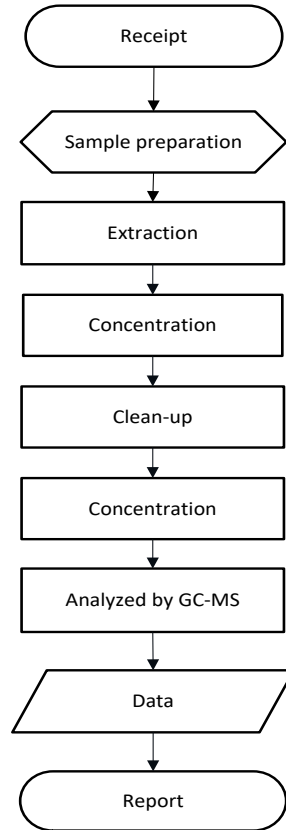 Receipt
Sample preparation
Extraction
Concentration
Clean-up
Concentration
Analyzed by GC-MS
Data
Report